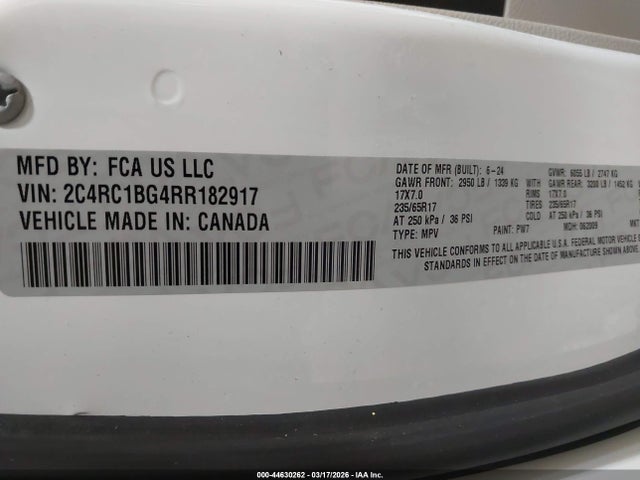 MFD BY: FCA US LLC
VIN: 2C4RC1BG4RR182917
VEHICLE MADE IN: CANADA
DATE OF MFR (BUILT): 6-24 GVWR: 6055 LB / 2747 KG
GAWR FRONT: 2950 LB / 1339 KG WITH GAWR REAR: 3200 LB / 1452 KG
17X7.0 RIMS 17X7.0
235/65R17 TIRES 235/65R17
AT 250 kPa / 36 PSI COLD AT 250 kPa / 36 PSI
TYPE: MPV PAINT: PW7 MDH: 062009 MKT:
THIS VEHICLE CONFORMS TO ALL APPLICABLE U.S.A. FEDERAL MOTOR VEHICLE
STANDARDS IN EFFECT ON THE DATE OF MANUFACTURE SHOWN ABOVE.
000-44630262 - 03/17/2026 - IAA Inc.